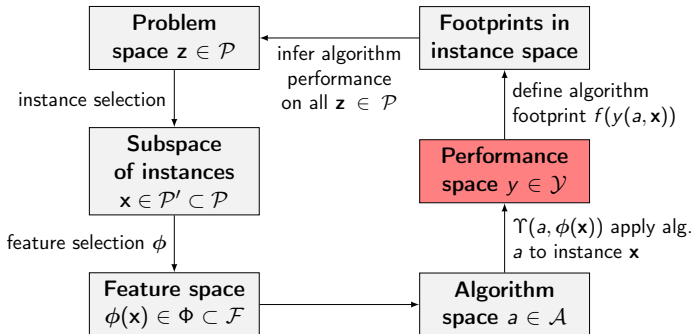 Problem
space z ∈ 𝒫
instance selection
Subspace
of instances
x ∈ 𝒫′ ⊂ 𝒫
feature selection ϕ
Feature space
ϕ(x) ∈ Φ ⊂ ℱ
Algorithm
space a ∈ 𝒜
ϒ(a, ϕ(x)) apply alg.
a to instance x
Performance
space y ∈ 𝒴
define algorithm
footprint f(y(a, x))
Footprints in
instance space
infer algorithm
performance
on all z ∈ 𝒫